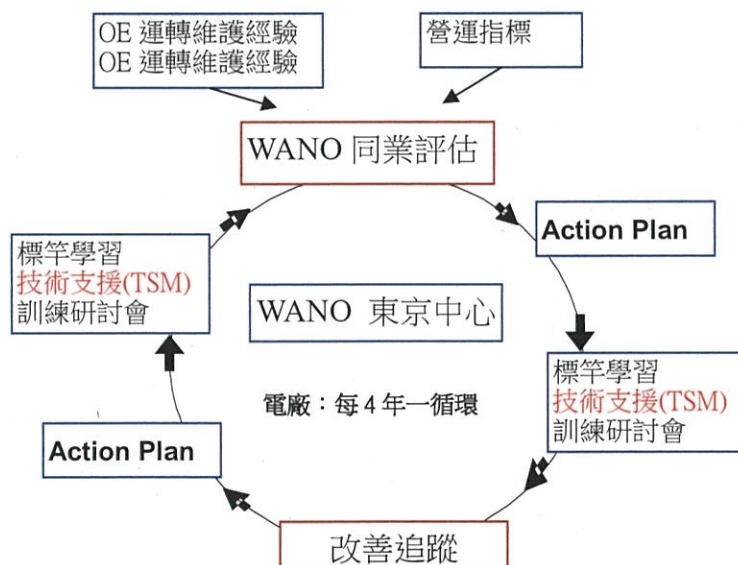 OE 運轉維護經驗
OE 運轉維護經驗
營運指標
WANO 同業評估
Action Plan
標竿學習
技術支援(TSM)
訓練研討會
WANO 東京中心
標竿學習
技術支援(TSM)
訓練研討會
電廠：每 4 年一循環
Action Plan
改善追蹤